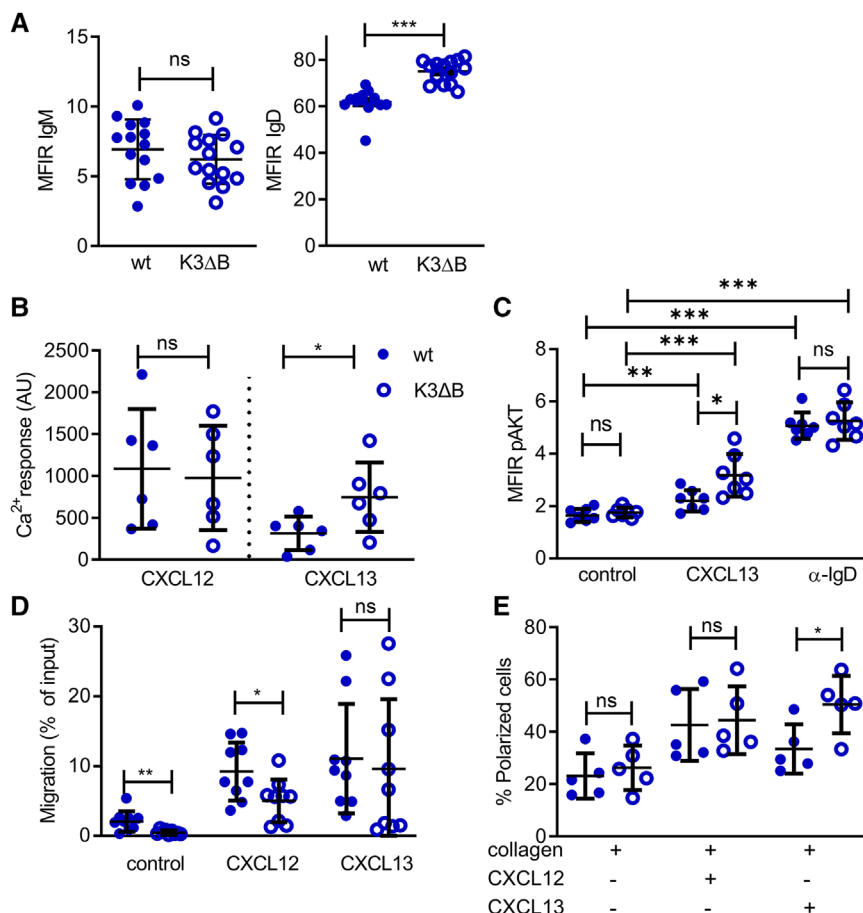 A
MFIR IgM
15
10
5
0
ns
wt
K3ΔB
MFIR IgD
80
60
40
20
0
***
wt
K3ΔB
B
Ca2+ response (AU)
2500
2000
1500
1000
500
0
ns
*
wt
K3ΔB
CXCL12
CXCL13
C
MFIR pAKT
8
6
4
2
0
***
***
***
**
*
ns
ns
control
CXCL13
α-IgD
D
Migration (% of input)
30
20
10
0
**
*
ns
control
CXCL12
CXCL13
E
% Polarized cells
80
60
40
20
0
ns
ns
*
collagen + + +
CXCL12 - + -
CXCL13 - - +